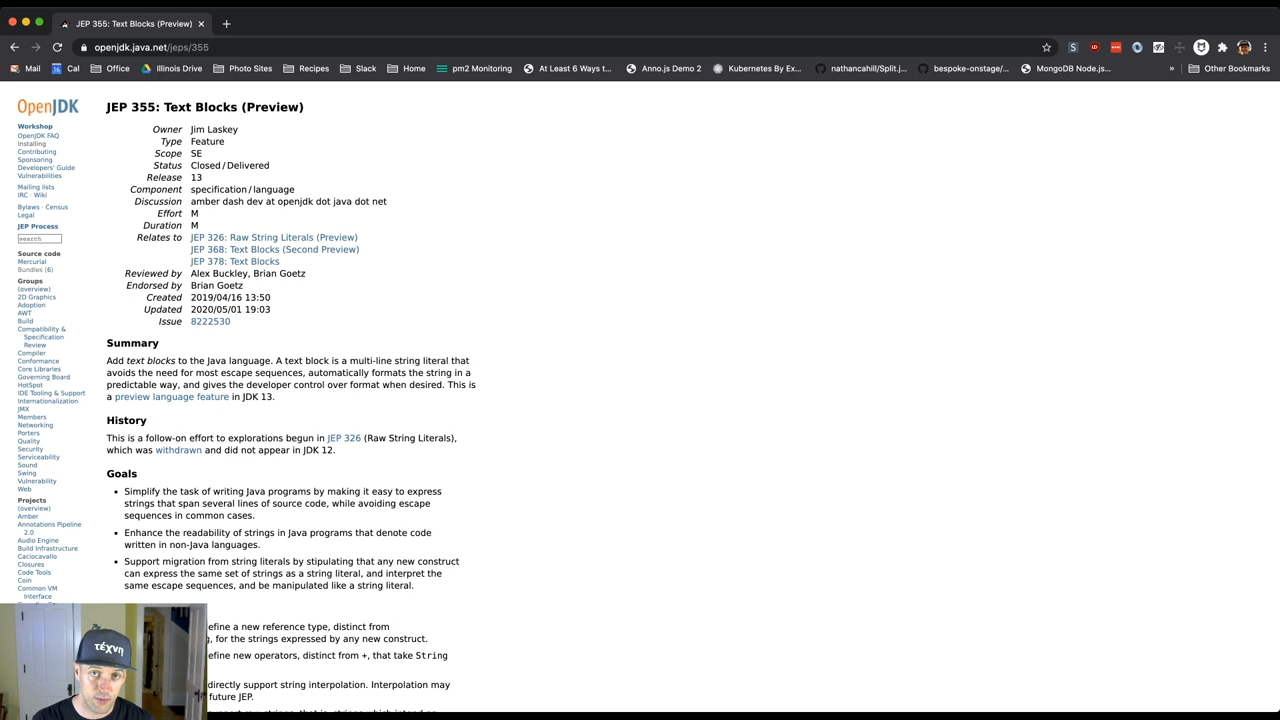 JEP 355: Text Blocks (Preview)
openjdk.java.net/jeps/355
Mail
Cal
Office
Illinois Drive
Photo Sites
Recipes
Slack
Home
pm2 Monitoring
At Least 6 Ways t...
Anno.js Demo 2
Kubernetes By Ex...
nathancahill/Split.j...
bespoke-onstage/...
MongoDB Node.js...
»
Other Bookmarks
OpenJDK
Workshop
OpenJDK FAQ
Installing
Contributing
Sponsoring
Developers' Guide
Vulnerabilities
Mailing lists
IRC · Wiki
Bylaws · Census
Legal
JEP Process
search
Source code
Mercurial
Bundles (6)
Groups
(overview)
2D Graphics
Adoption
AWT
Build
Compatibility &
Specification
Review
Compiler
Conformance
Core Libraries
Governing Board
HotSpot
IDE Tooling & Support
Internationalization
JMX
Members
Networking
Porters
Quality
Security
Serviceability
Sound
Swing
Vulnerability
Web
Projects
(overview)
Amber
Annotations Pipeline
2.0
Audio Engine
Build Infrastructure
Caciocavallo
Closures
Code Tools
Coin
Common VM
Interface
JEP 355: Text Blocks (Preview)
Owner Jim Laskey
Type Feature
Scope SE
Status Closed / Delivered
Release 13
Component specification / language
Discussion amber dash dev at openjdk dot java dot net
Effort M
Duration M
Relates to JEP 326: Raw String Literals (Preview)
JEP 368: Text Blocks (Second Preview)
JEP 378: Text Blocks
Reviewed by Alex Buckley, Brian Goetz
Endorsed by Brian Goetz
Created 2019/04/16 13:50
Updated 2020/05/01 19:03
Issue 8222530
Summary
Add text blocks to the Java language. A text block is a multi-line string literal that
avoids the need for most escape sequences, automatically formats the string in a
predictable way, and gives the developer control over format when desired. This is
a preview language feature in JDK 13.
History
This is a follow-on effort to explorations begun in JEP 326 (Raw String Literals),
which was withdrawn and did not appear in JDK 12.
Goals
• Simplify the task of writing Java programs by making it easy to express
strings that span several lines of source code, while avoiding escape
sequences in common cases.
• Enhance the readability of strings in Java programs that denote code
written in non-Java languages.
• Support migration from string literals by stipulating that any new construct
can express the same set of strings as a string literal, and interpret the
same escape sequences, and be manipulated like a string literal.
efine a new reference type, distinct from
g, for the strings expressed by any new construct.
efine new operators, distinct from +, that take String
directly support string interpolation. Interpolation may
future JEP.
τέχνη